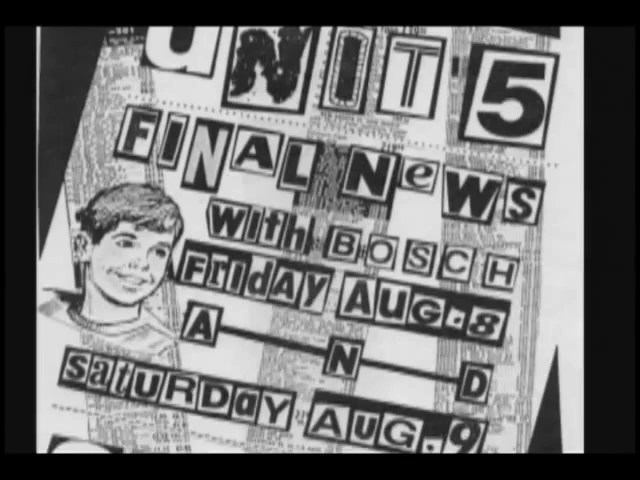 UNIT 5
FINAL NeWS
with BOSCH
FriDAY AUG.8
A N D
saTURDaY AUG.9